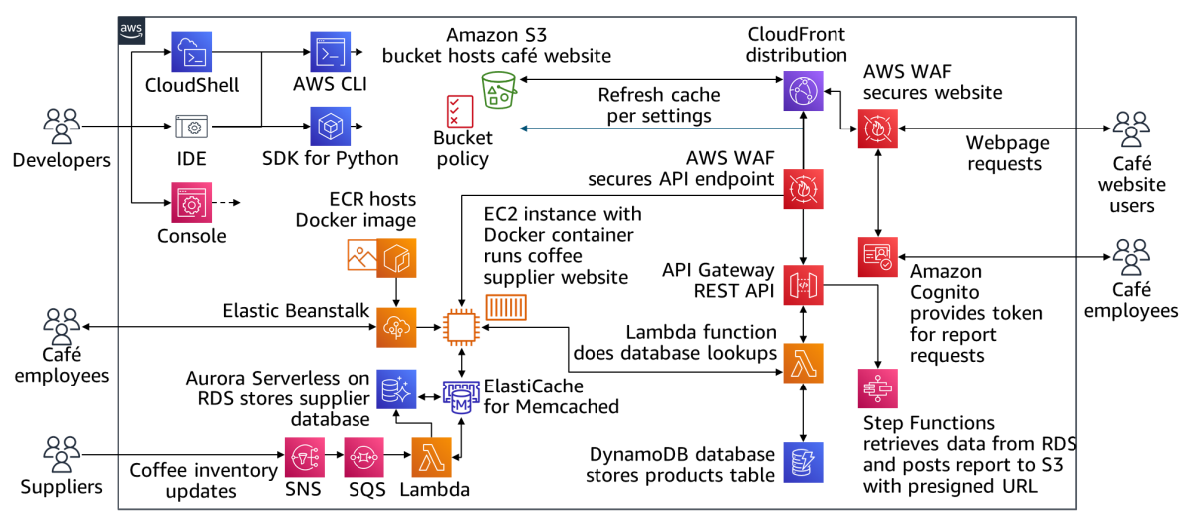 aws
CloudShell
AWS CLI
Developers
IDE
SDK for Python
Console
Amazon S3
bucket hosts café website
Bucket
policy
Refresh cache
per settings
CloudFront
distribution
AWS WAF
secures website
Webpage
requests
Café
website
users
AWS WAF
secures API endpoint
ECR hosts
Docker image
EC2 instance with
Docker container
runs coffee
supplier website
API Gateway
REST API
Amazon
Cognito
provides token
for report
requests
Café
employees
Elastic Beanstalk
Café
employees
Lambda function
does database lookups
Aurora Serverless on
RDS stores supplier
database
ElastiCache
for Memcached
M
Step Functions
retrieves data from RDS
and posts report to S3
with presigned URL
DynamoDB database
stores products table
Suppliers
Coffee inventory
updates
SNS
SQS
Lambda